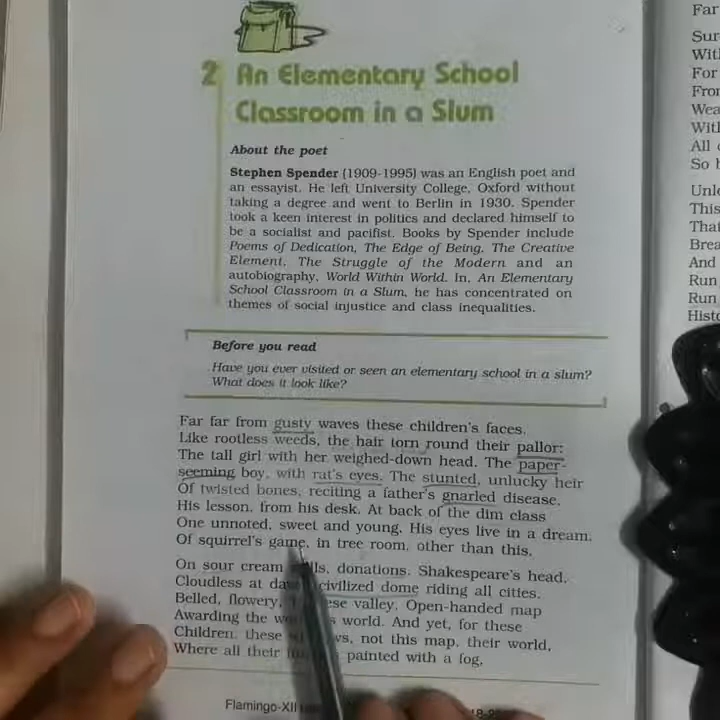 2 An Elementary School
Classroom in a Slum
About the poet
Stephen Spender (1909-1995) was an English poet and
an essayist. He left University College, Oxford without
taking a degree and went to Berlin in 1930. Spender
took a keen interest in politics and declared himself to
be a socialist and pacifist. Books by Spender include
Poems of Dedication, The Edge of Being, The Creative
Element, The Struggle of the Modern and an
autobiography, World Within World. In, An Elementary
School Classroom in a Slum, he has concentrated on
themes of social injustice and class inequalities.
Before you read
Have you ever visited or seen an elementary school in a slum?
What does it look like?
Far far from gusty waves these children's faces.
Like rootless weeds, the hair torn round their pallor:
The tall girl with her weighed-down head. The paper-
seeming boy, with rat's eyes. The stunted, unlucky heir
Of twisted bones, reciting a father's gnarled disease,
His lesson, from his desk. At back of the dim class
One unnoted, sweet and young. His eyes live in a dream,
Of squirrel's game, in tree room, other than this.
On sour cream donations. Shakespeare's head,
Cloudless at civilized dome riding all cities.
Belled, flowery, valley. Open-handed map
Awarding the world. And yet, for these
Children, these not this map, their world,
Where all their painted with a fog,
Flamingo-XII
Far
Sur
With
For
Fron
Wea
With
All
So
Unle
This
That
Brea
And
Run
Run
Histo